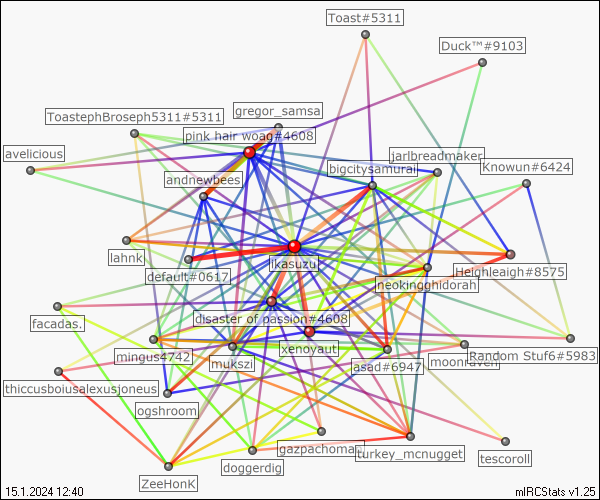 Toast#5311
Duck™#9103
gregor_samsa
ToastephBroseph5311#5311
pink hair woag#4608
avelicious
jarlbreadmaker
bigcitysamurai
Knowun#6424
andnewbees
lahnk
ikasuzu
default#0617
Heighleaigh#8575
neokingghidorah
disaster of passion#4608
facadas.
xenoyaut
mingus4742
mukszi
asad#6947
moonraven
Random Stuf6#5983
thiccusboiusalexusjoneus
ogshroom
gazpachoman
turkey_mcnugget
tescoroll
doggerdig
ZeeHonK
15.1.2024 12:40
mIRCStats v1.25